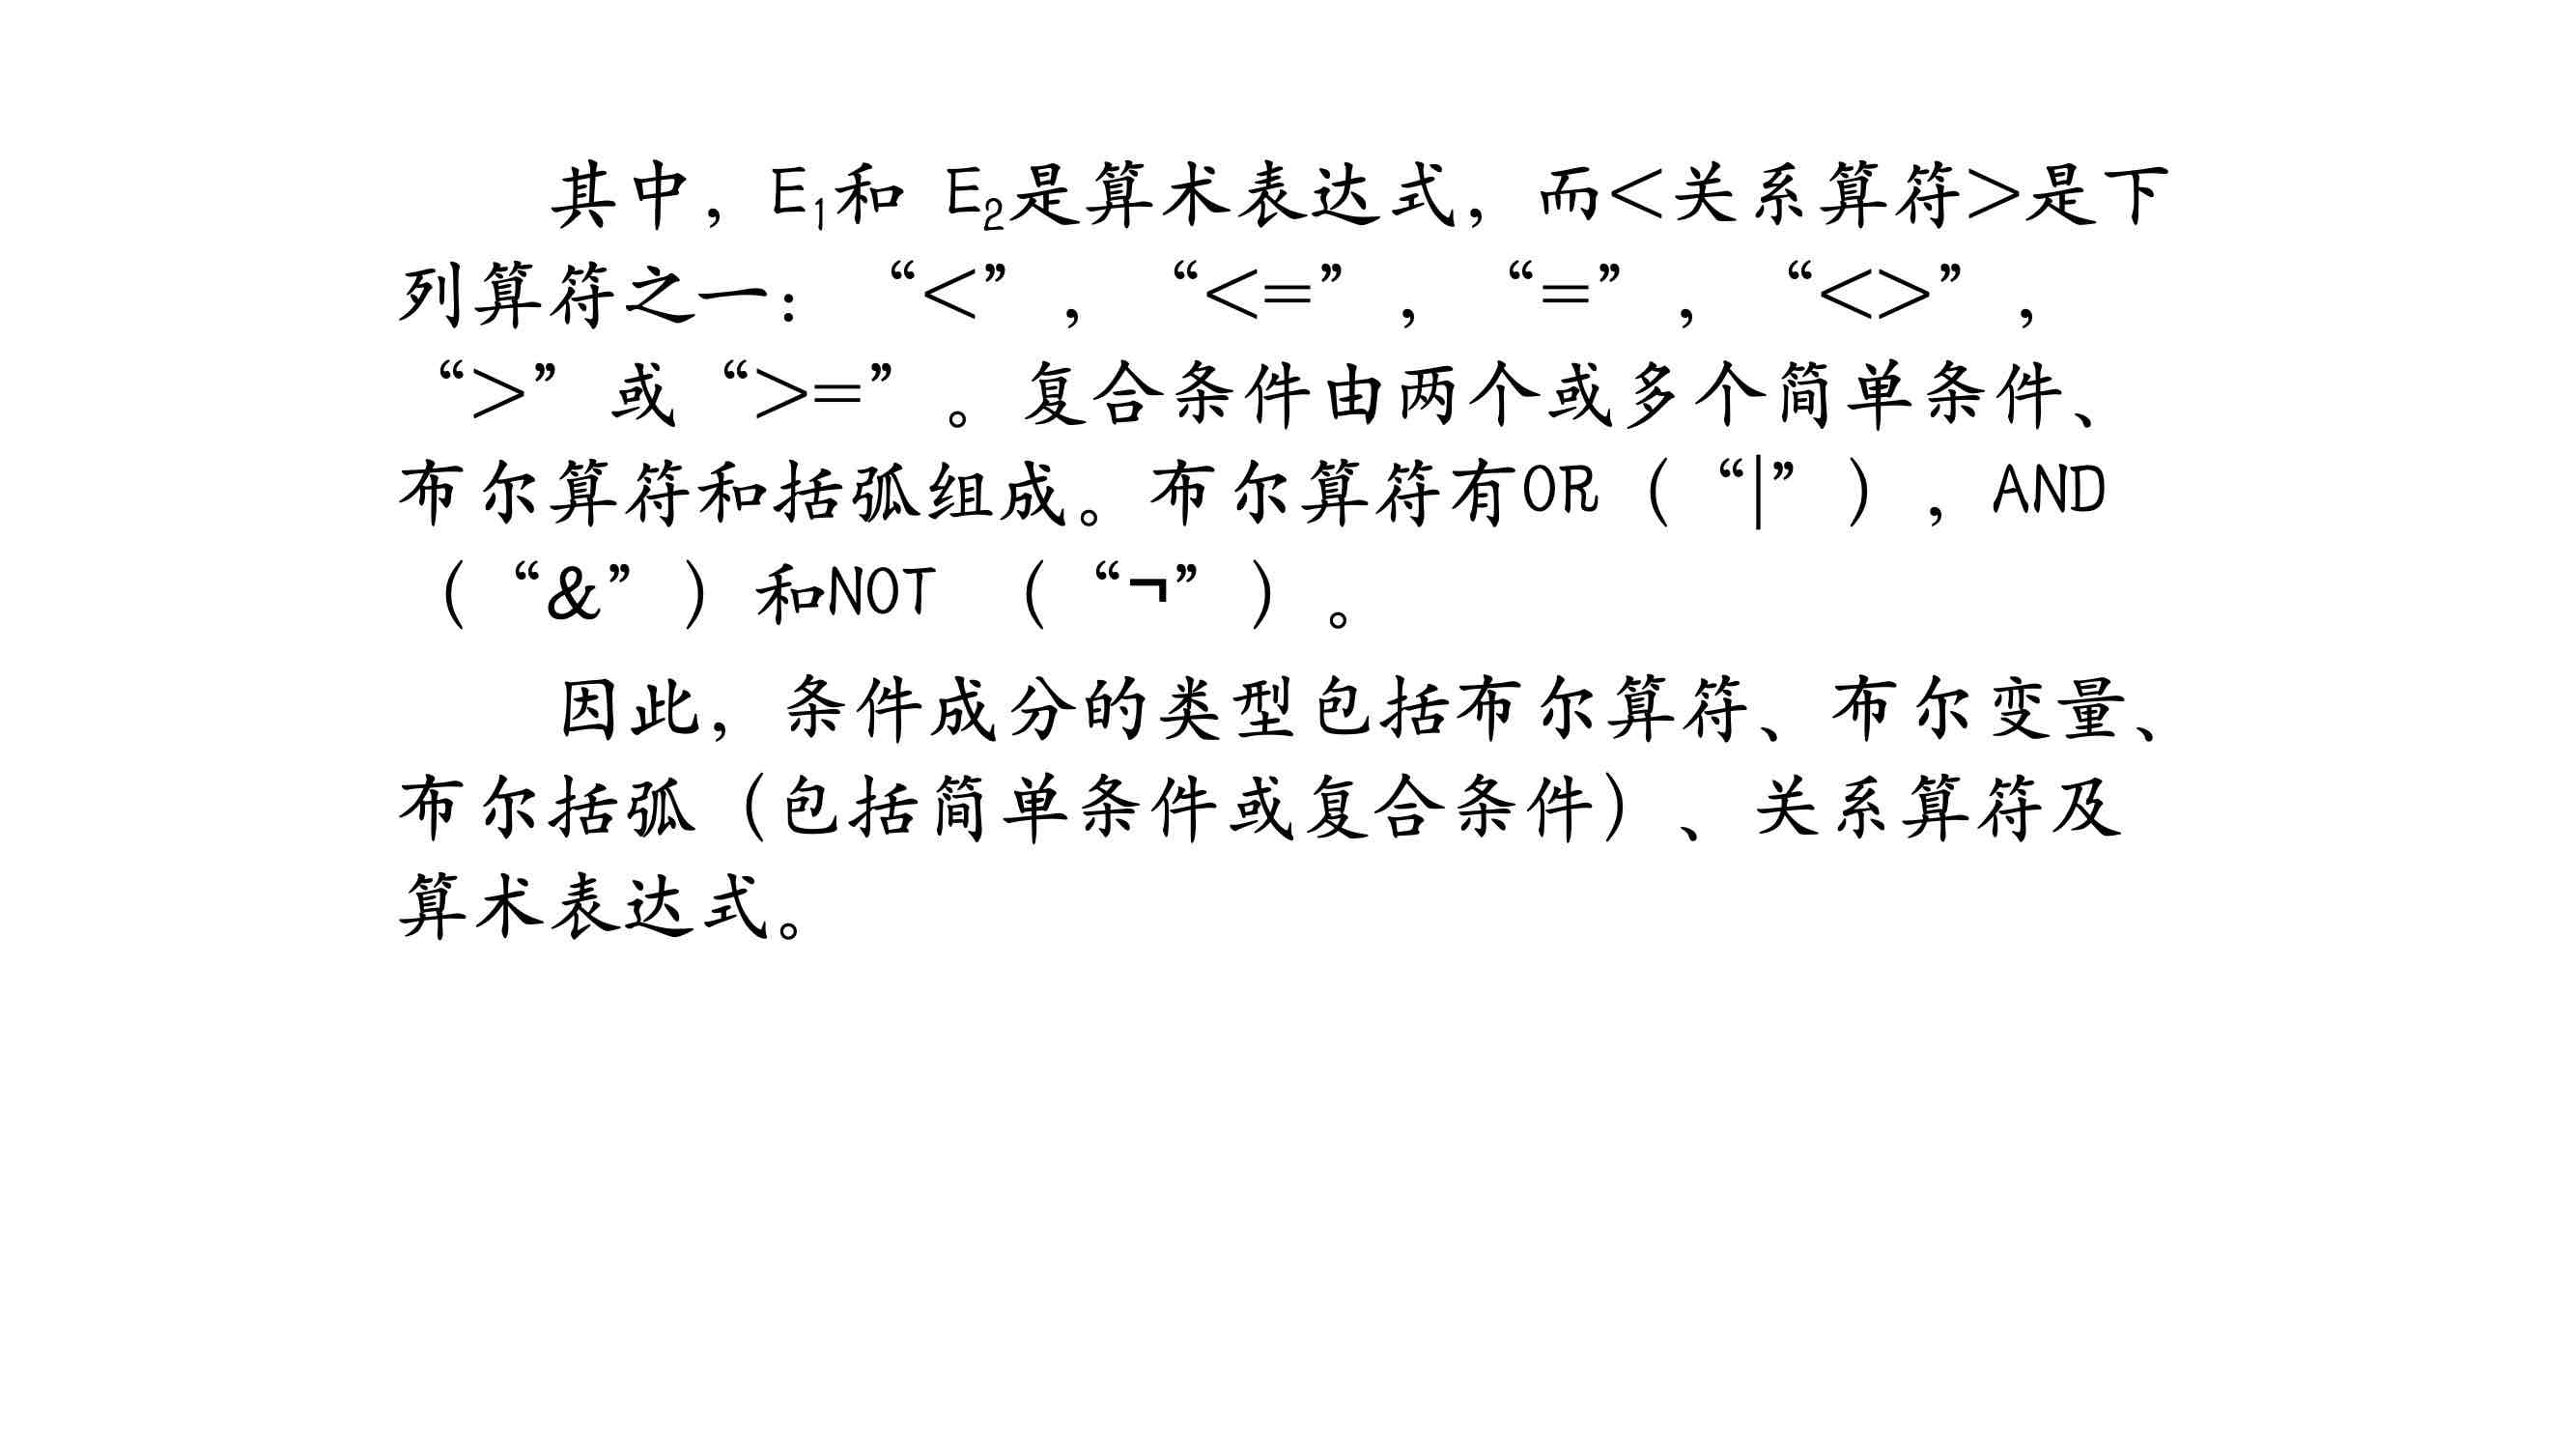 其中，E₁和 E₂是算术表达式，而<关系算符>是下
列算符之一：“<”，“<=”，“=”，“<>”，
“>”或“>=”。复合条件由两个或多个简单条件、
布尔算符和括弧组成。布尔算符有OR（“|”），AND
（“&”）和NOT （“¬”）。
因此，条件成分的类型包括布尔算符、布尔变量、
布尔括弧（包括简单条件或复合条件）、关系算符及
算术表达式。